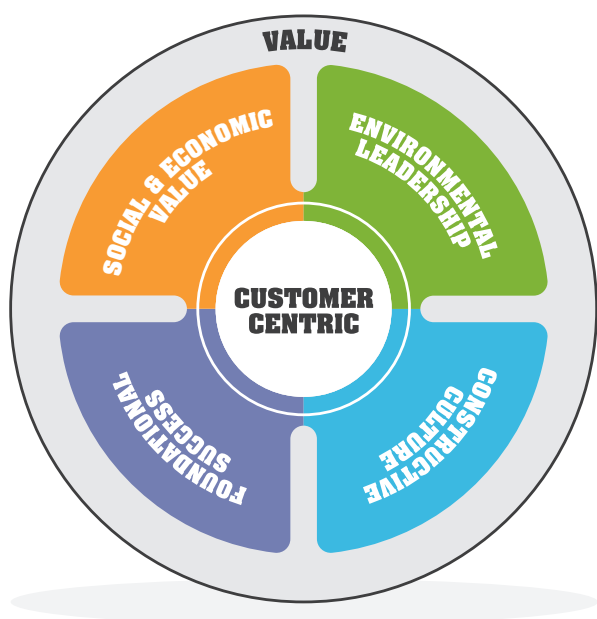 VALUE
SOCIAL & ECONOMIC
VALUE
ENVIRONMENTAL
LEADERSHIP
CUSTOMER
CENTRIC
FOUNDATIONAL
SUCCESS
CONSTRUCTIVE
CULTURE